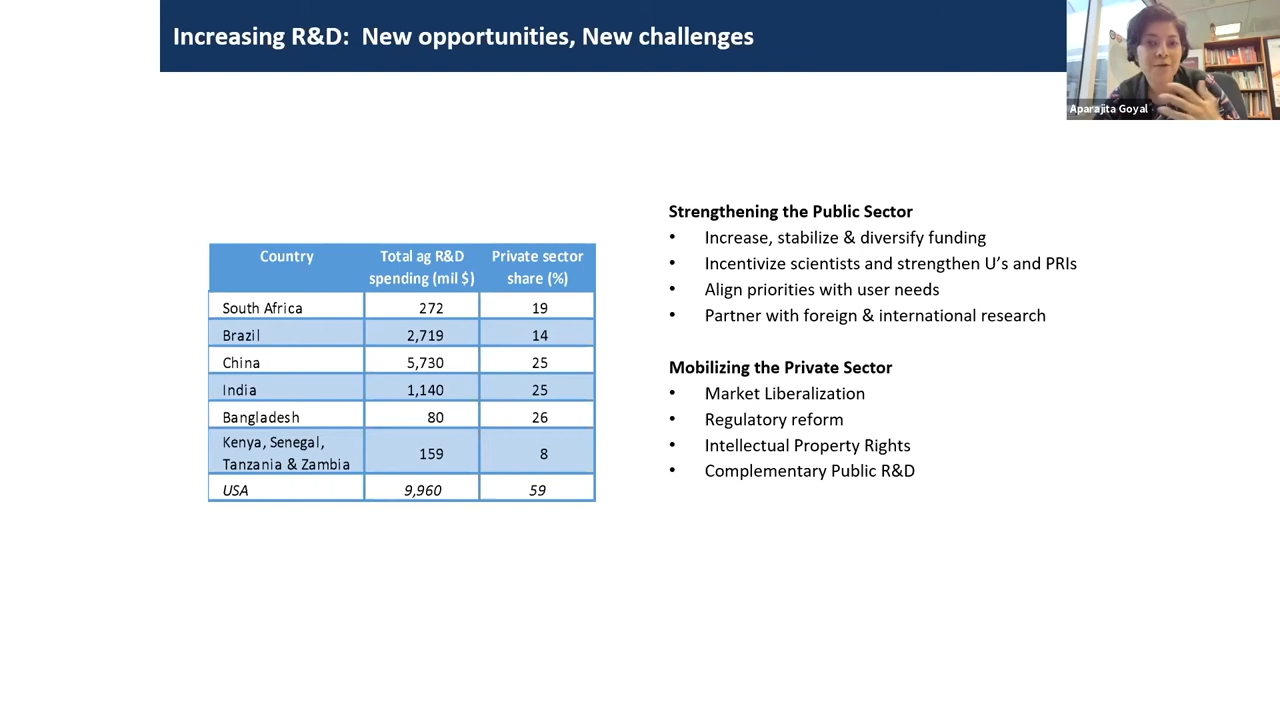 Increasing R&D: New opportunities, New challenges
Aparajita Goyal
Country Total ag R&D spending (mil $) Private sector share (%)
South Africa 272 19
Brazil 2,719 14
China 5,730 25
India 1,140 25
Bangladesh 80 26
Kenya, Senegal, Tanzania & Zambia 159 8
USA 9,960 59
Strengthening the Public Sector
• Increase, stabilize & diversify funding
• Incentivize scientists and strengthen U's and PRIs
• Align priorities with user needs
• Partner with foreign & international research
Mobilizing the Private Sector
• Market Liberalization
• Regulatory reform
• Intellectual Property Rights
• Complementary Public R&D